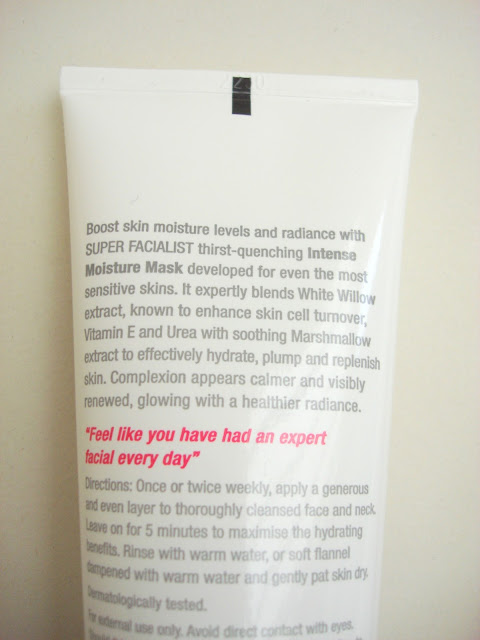 Boost skin moisture levels and radiance with
SUPER FACIALIST thirst-quenching Intense
Moisture Mask developed for even the most
sensitive skins. It expertly blends White Willow
extract, known to enhance skin cell turnover,
Vitamin E and Urea with soothing Marshmallow
extract to effectively hydrate, plump and replenish
skin. Complexion appears calmer and visibly
renewed, glowing with a healthier radiance.
"Feel like you have had an expert
facial every day"
Directions: Once or twice weekly, apply a generous
and even layer to thoroughly cleansed face and neck.
Leave on for 5 minutes to maximise the hydrating
benefits. Rinse with warm water, or soft flannel
dampened with warm water and gently pat skin dry.
Dermatologically tested.
For external use only. Avoid direct contact with eyes.